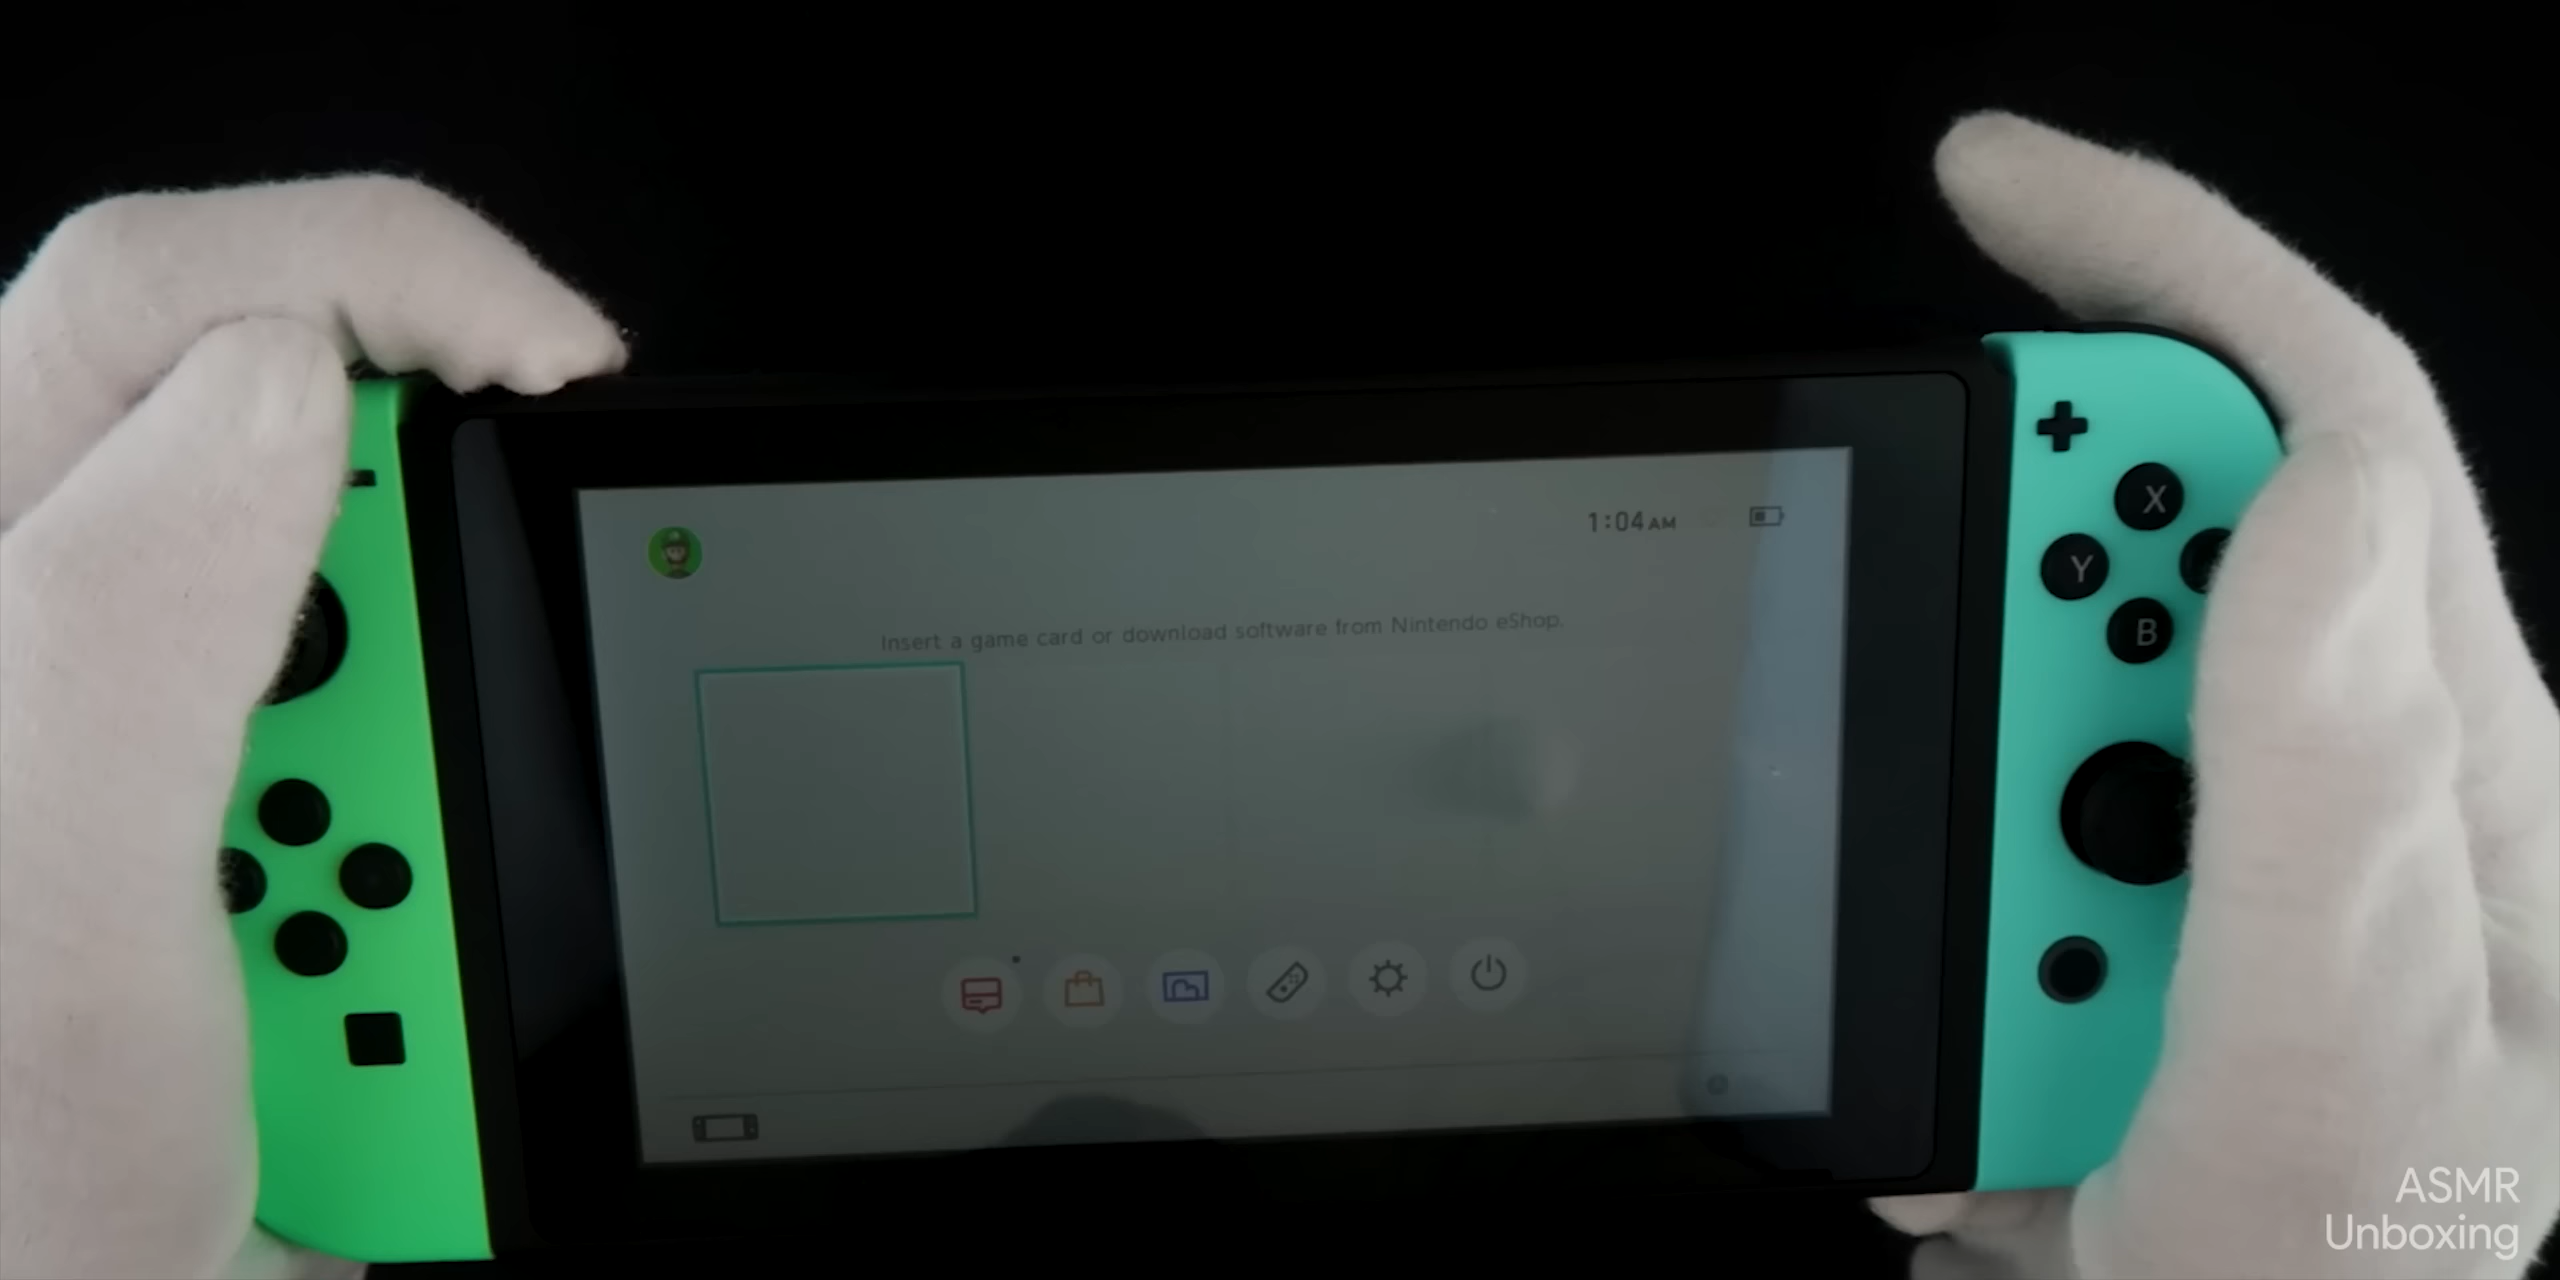 1:04 AM
Insert a game card or download software from Nintendo eShop.
X
Y
B
ASMR
Unboxing